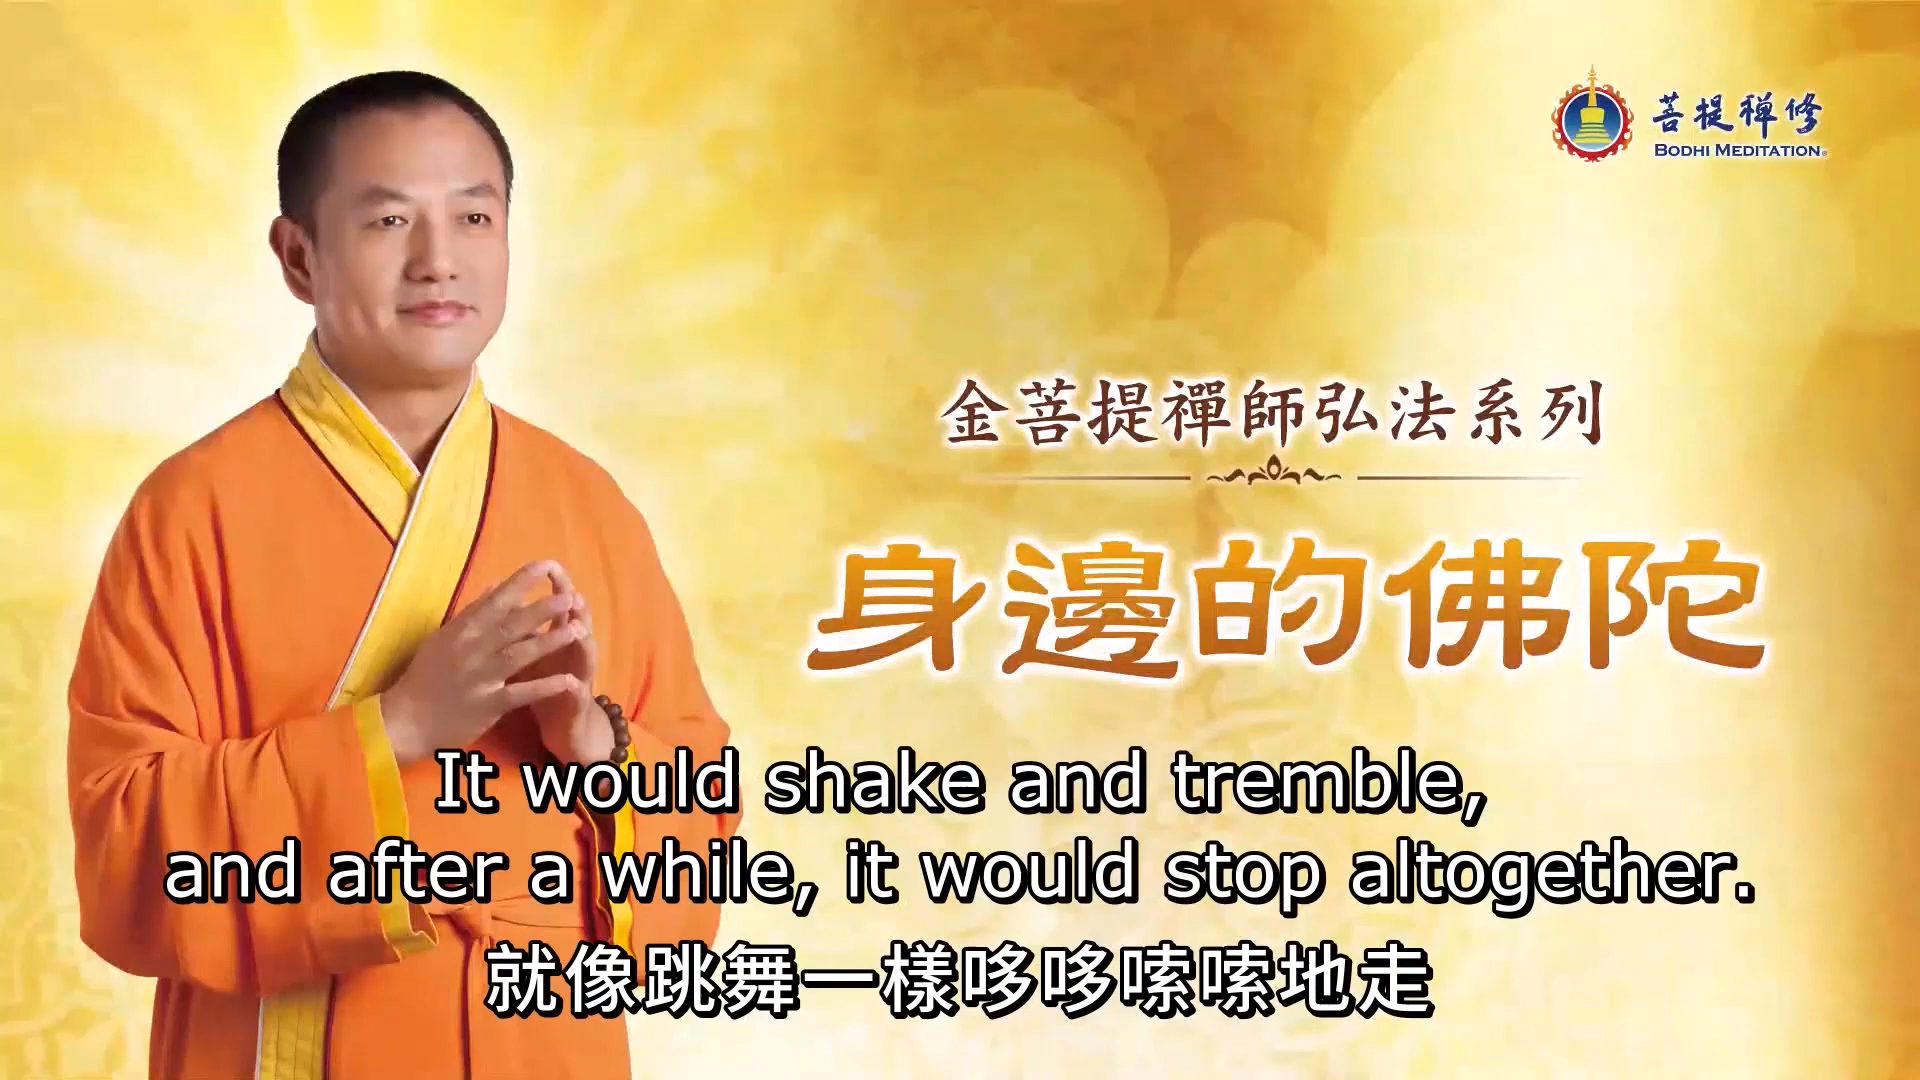 菩提禪修
BODHI MEDITATION®
金菩提禪師弘法系列
身邊的佛陀
It would shake and tremble,
and after a while, it would stop altogether.
就像跳舞一樣哆哆嗦嗦地走